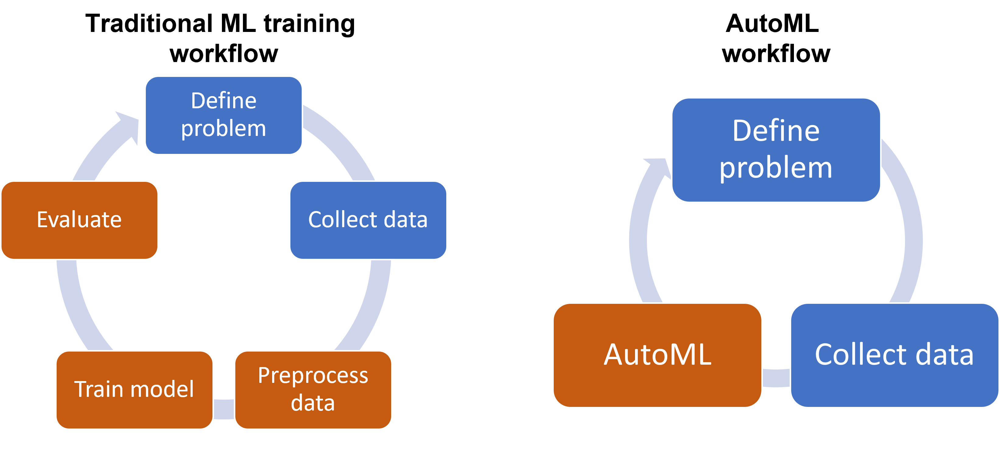 Traditional ML training
workflow
Define
problem
Collect data
Preprocess
data
Train model
Evaluate
AutoML
workflow
Define
problem
Collect data
AutoML